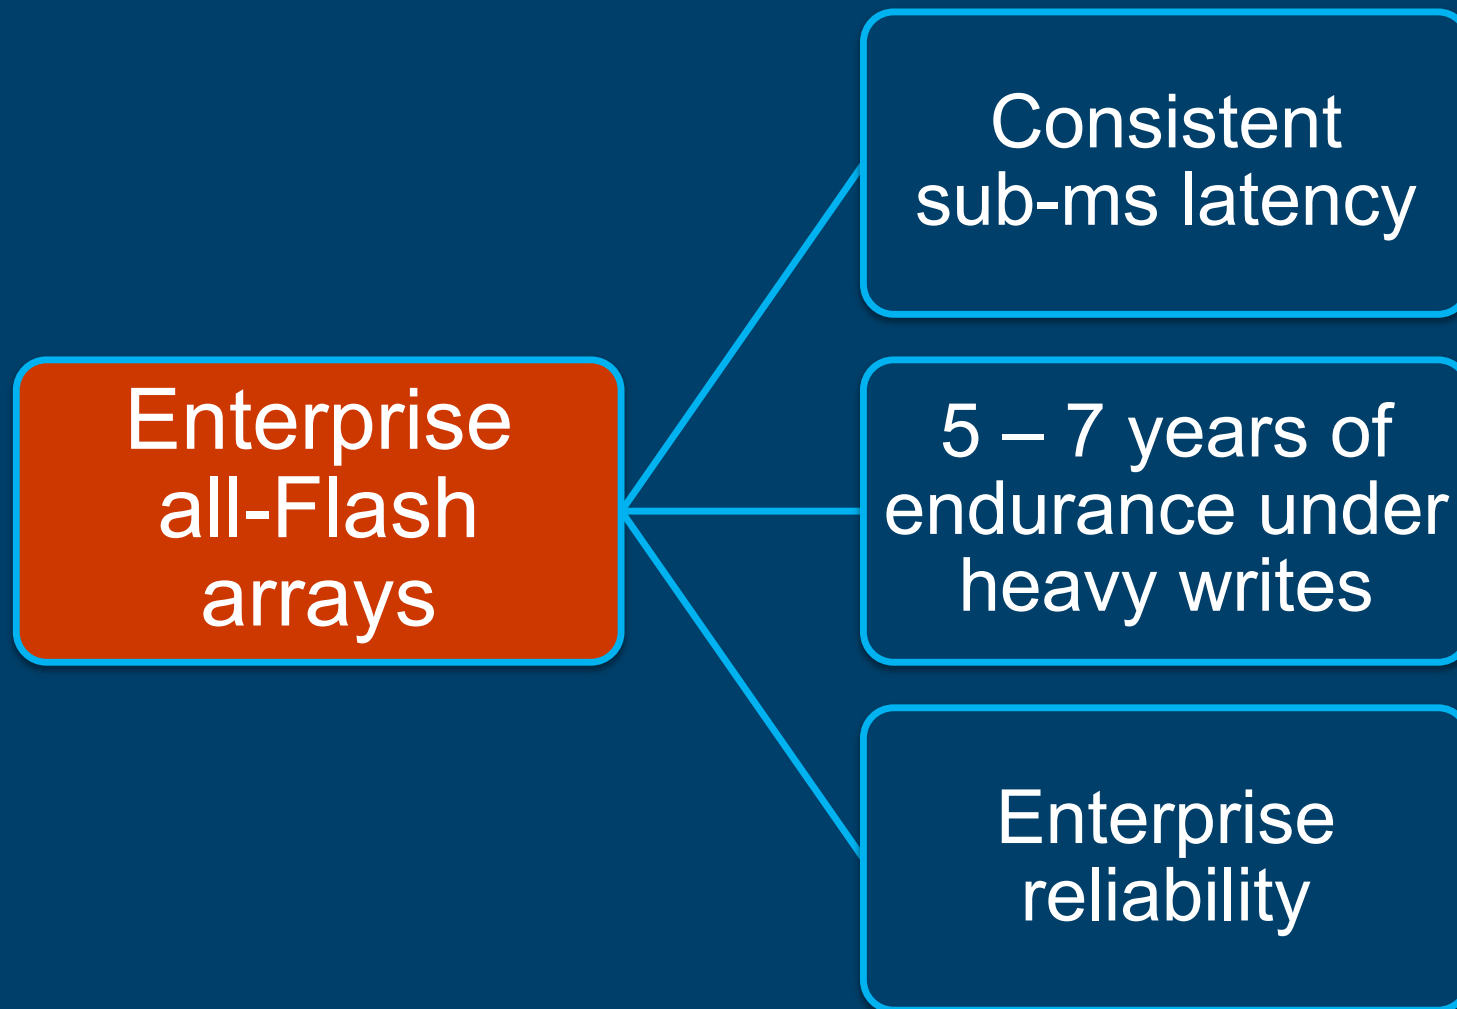 Consistent
sub-ms latency
Enterprise
all-Flash
arrays
5 – 7 years of
endurance under
heavy writes
Enterprise
reliability